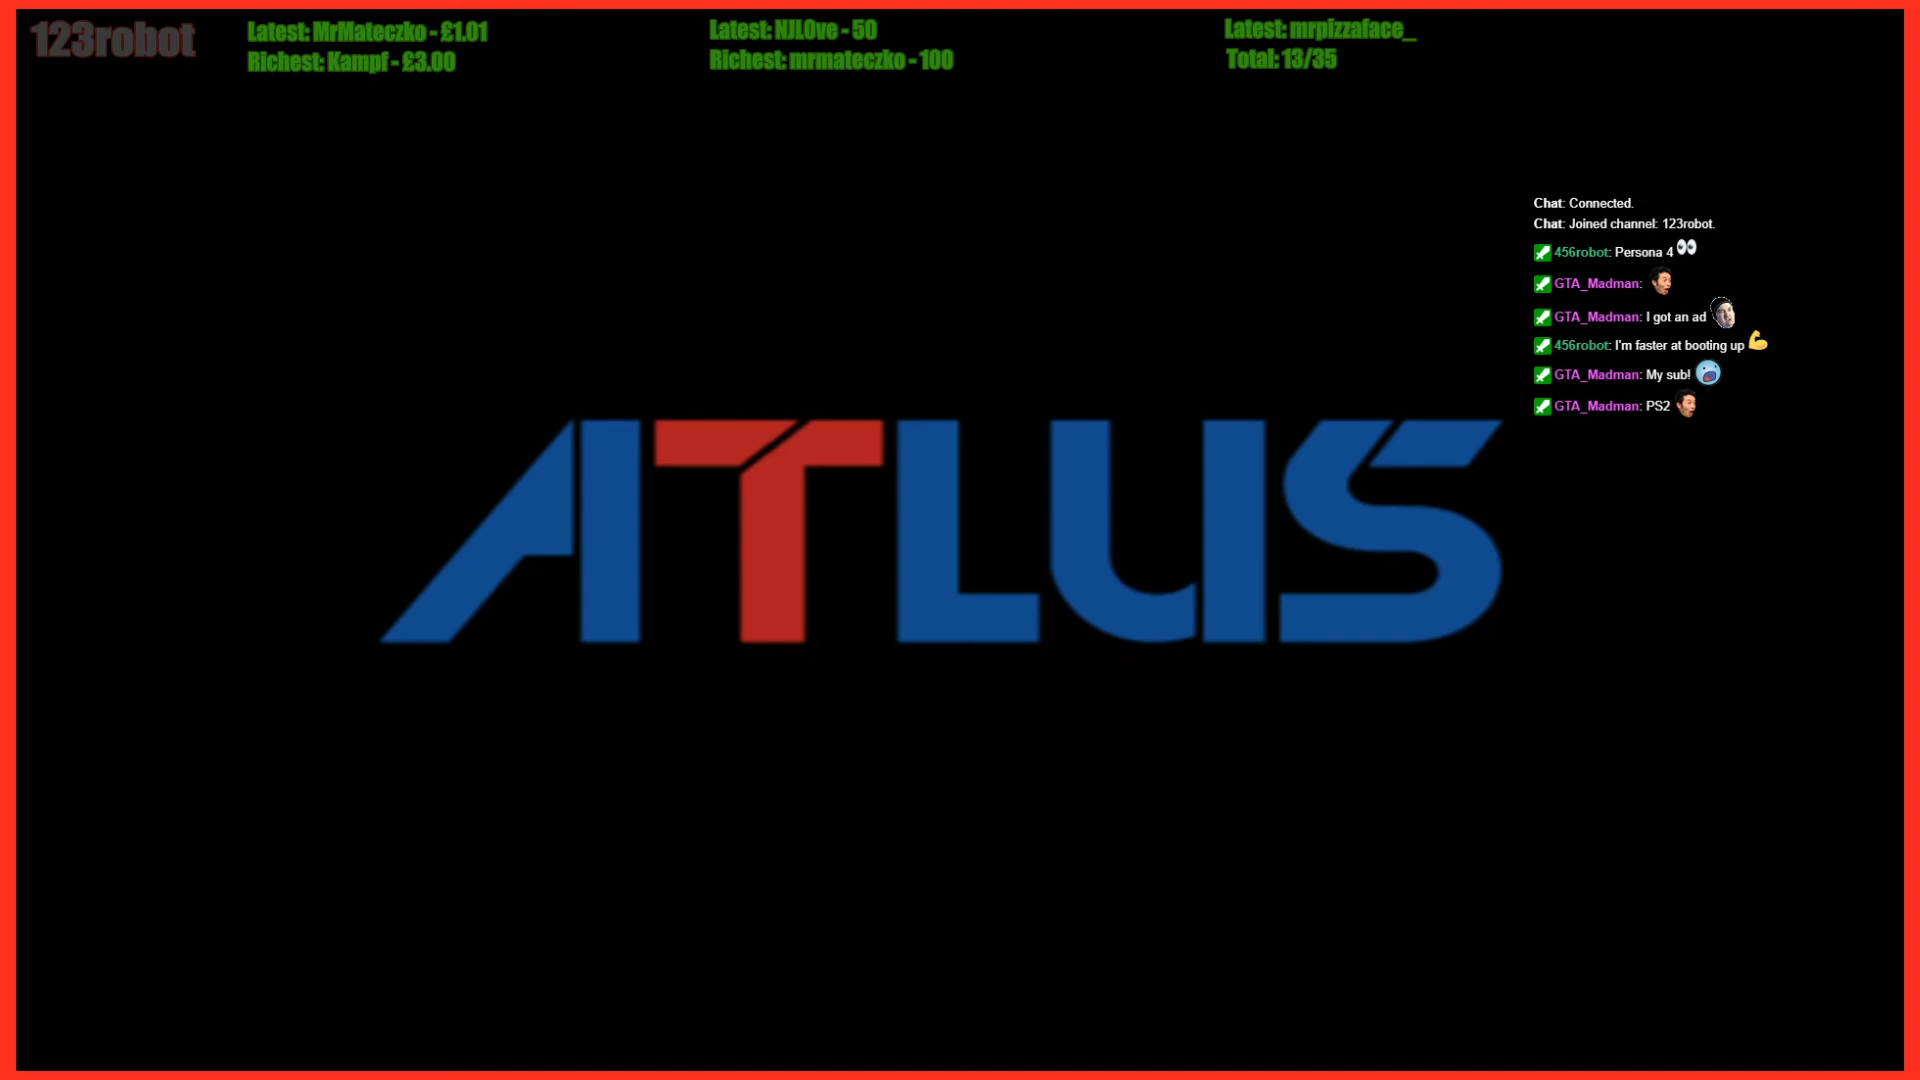 123robot
Latest: MrMateczko - £1.01
Richest: Kampf - £3.00
Latest: NJL0ve - 50
Richest: mrmateczko - 100
Latest: mrpizzaface_
Total: 13/35
Chat: Connected.
Chat: Joined channel: 123robot.
456robot: Persona 4
GTA_Madman:
GTA_Madman: I got an ad
456robot: I'm faster at booting up
GTA_Madman: My sub!
GTA_Madman: PS2
ATLUS